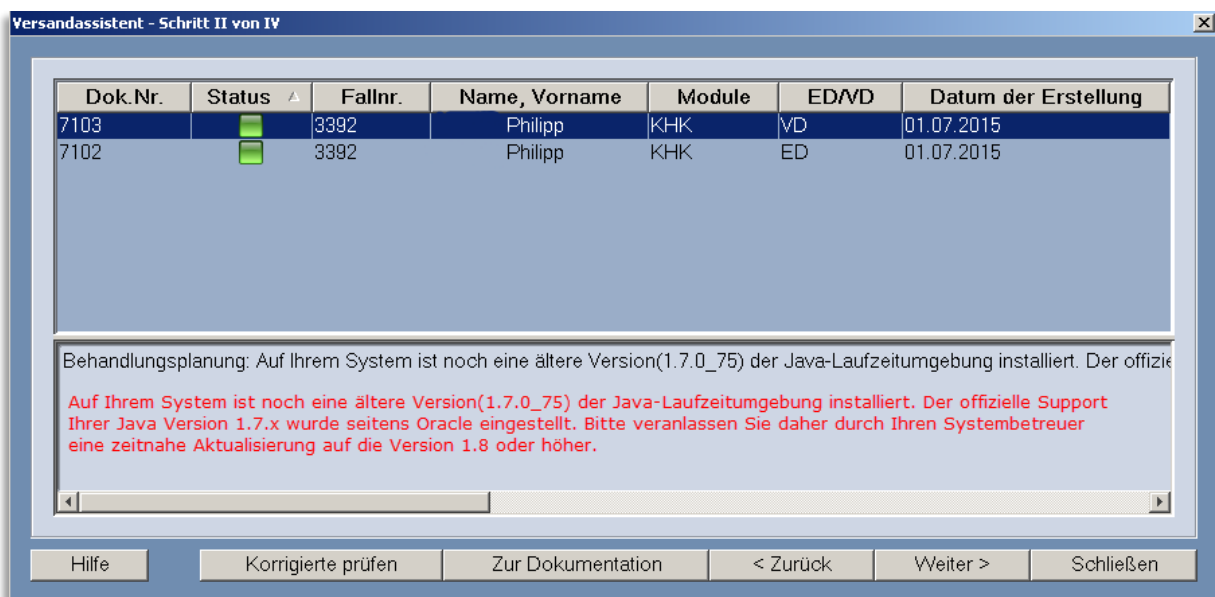 Versandassistent - Schritt II von IV
Dok.Nr. Status Fallnr. Name, Vorname Module ED/VD Datum der Erstellung
7103 3392 Philipp KHK VD 01.07.2015
7102 3392 Philipp KHK ED 01.07.2015
Behandlungsplanung: Auf Ihrem System ist noch eine ältere Version(1.7.0_75) der Java-Laufzeitumgebung installiert. Der offizie
Auf Ihrem System ist noch eine ältere Version(1.7.0_75) der Java-Laufzeitumgebung installiert. Der offizielle Support
Ihrer Java Version 1.7.x wurde seitens Oracle eingestellt. Bitte veranlassen Sie daher durch Ihren Systembetreuer
eine zeitnahe Aktualisierung auf die Version 1.8 oder höher.
Hilfe Korrigierte prüfen Zur Dokumentation < Zurück Weiter > Schließen